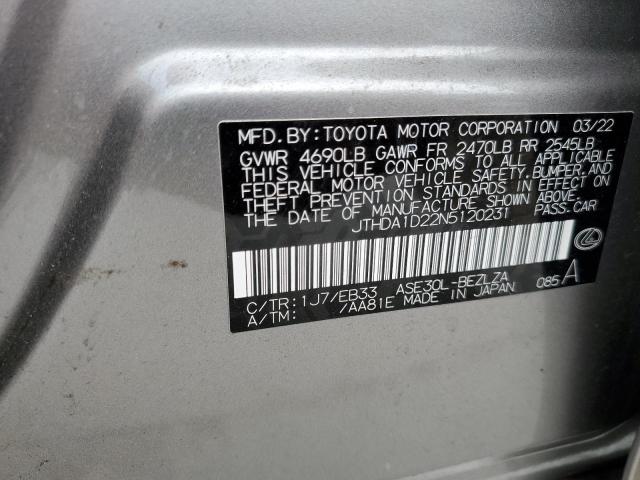 MFD.BY:TOYOTA MOTOR CORPORATION 03/22
GVWR 4690LB GAWR FR 2470LB RR 2545LB
THIS VEHICLE CONFORMS TO ALL APPLICABLE
FEDERAL MOTOR VEHICLE SAFETY,BUMPER,AND
THEFT PREVENTION STANDARDS IN EFFECT ON
THE DATE OF MANUFACTURE SHOWN ABOVE.
JTHDA1D22N5120231 PASS.CAR
C/TR:1J7/EB33 ASE30L-BEZLZA
A/TM: /AA81E MADE IN JAPAN 085 A